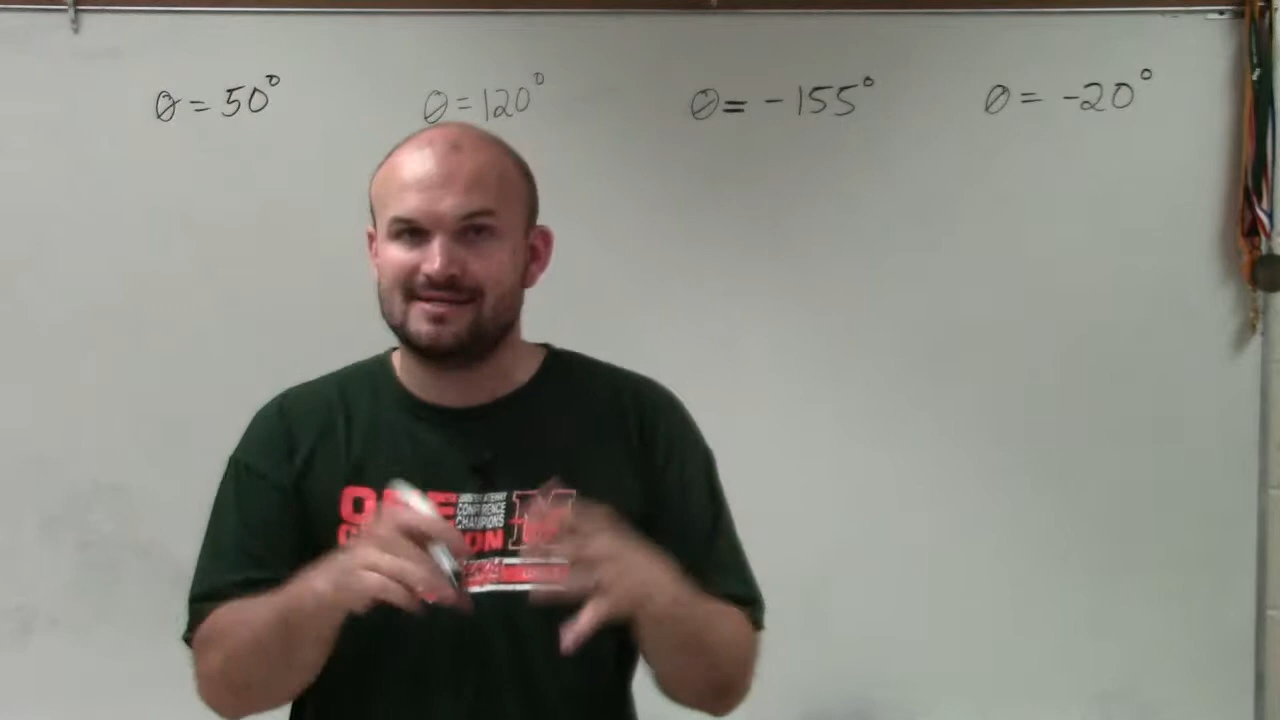 θ = 50° θ = 120° θ = -155° θ = -20°
CONFERENCE
CHAMPIONS
M